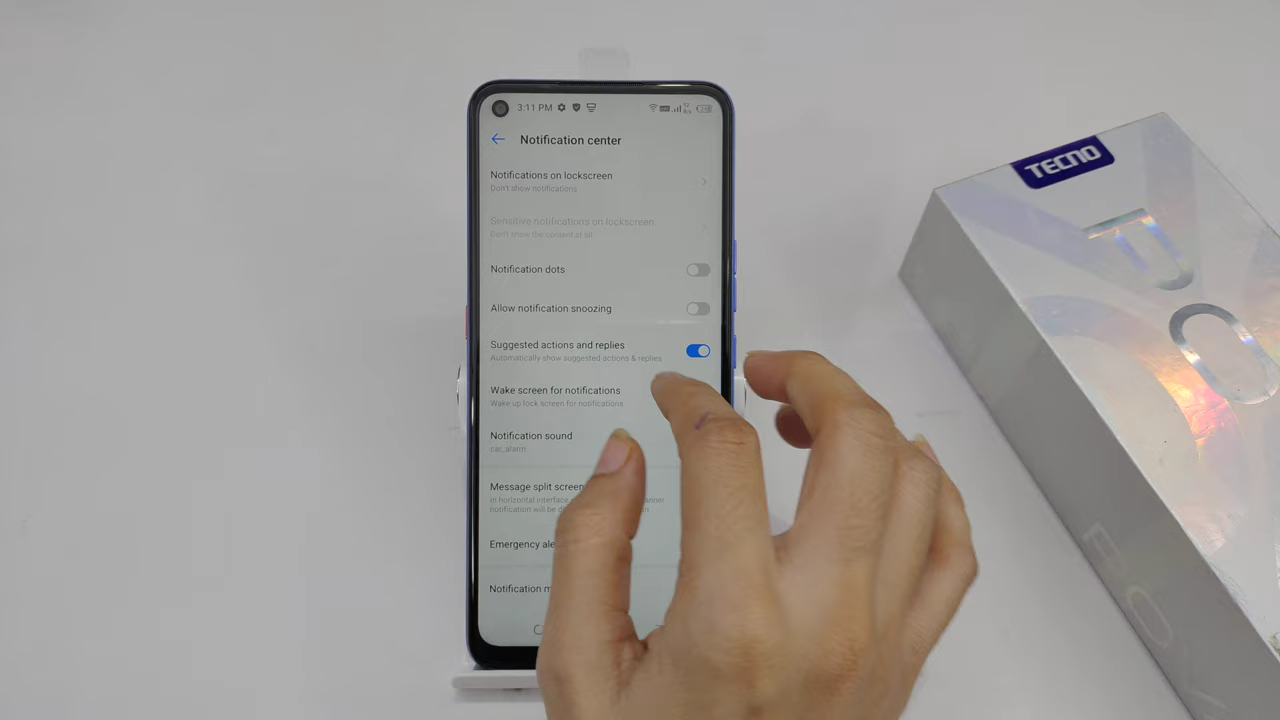 3:11 PM
Notification center
Notifications on lockscreen
Don't show notifications
Sensitive notifications on lockscreen
Don't show the content at all
Notification dots
Allow notification snoozing
Suggested actions and replies
Automatically show suggested actions & replies
Wake screen for notifications
Wake up lock screen for notifications
Notification sound
car_alarm
Message split screen
In horizontal interface
notification will be
Emergency
Notification
TECNO